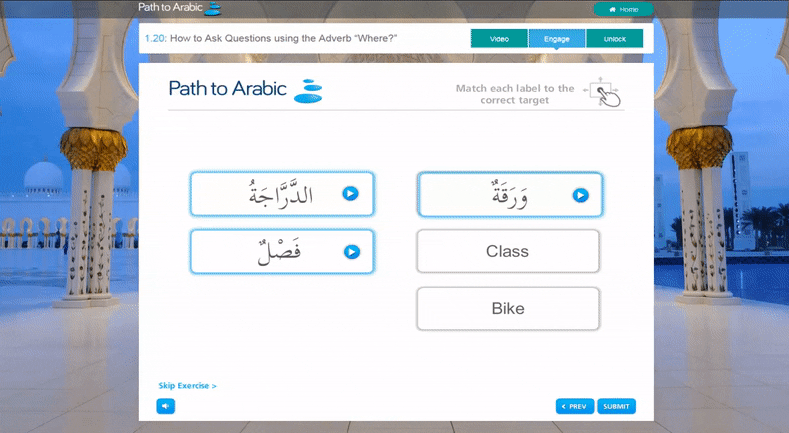 Path to Arabic
Home
1.20: How to Ask Questions using the Adverb “Where?”
Video
Engage
Unlock
Path to Arabic
Match each label to the
correct target
الدَّرَّاجَةُ
وَرَقَةٌ
فَصْلٌ
Class
Bike
Skip Exercise >
< PREV
SUBMIT